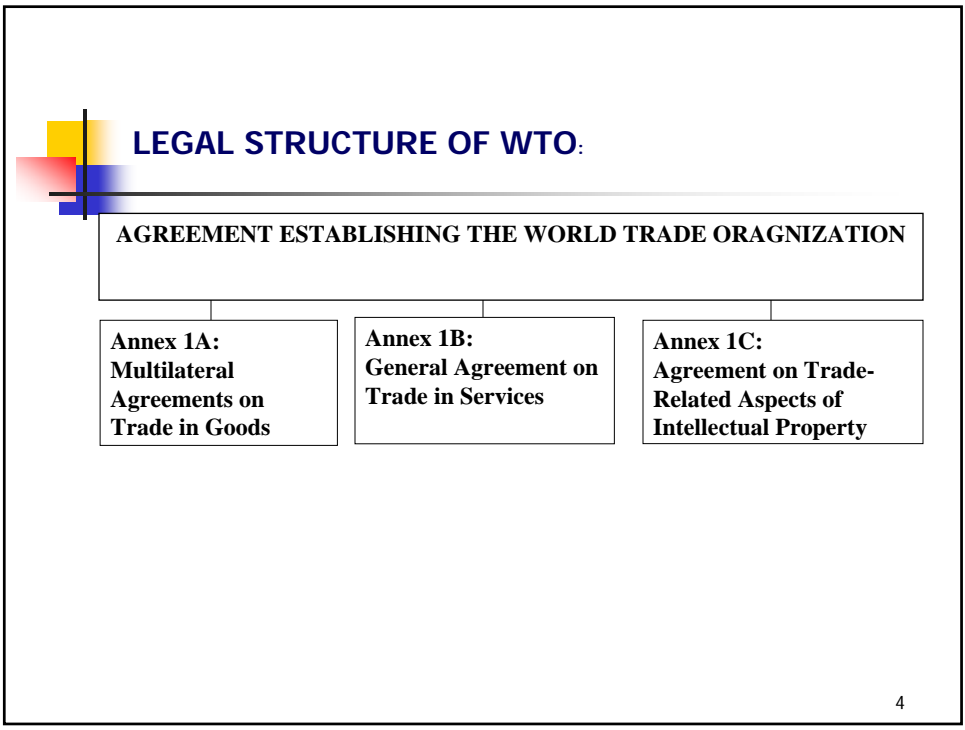 LEGAL STRUCTURE OF WTO:
AGREEMENT ESTABLISHING THE WORLD TRADE ORAGNIZATION
Annex 1A:
Multilateral
Agreements on
Trade in Goods
Annex 1B:
General Agreement on
Trade in Services
Annex 1C:
Agreement on Trade-
Related Aspects of
Intellectual Property
4